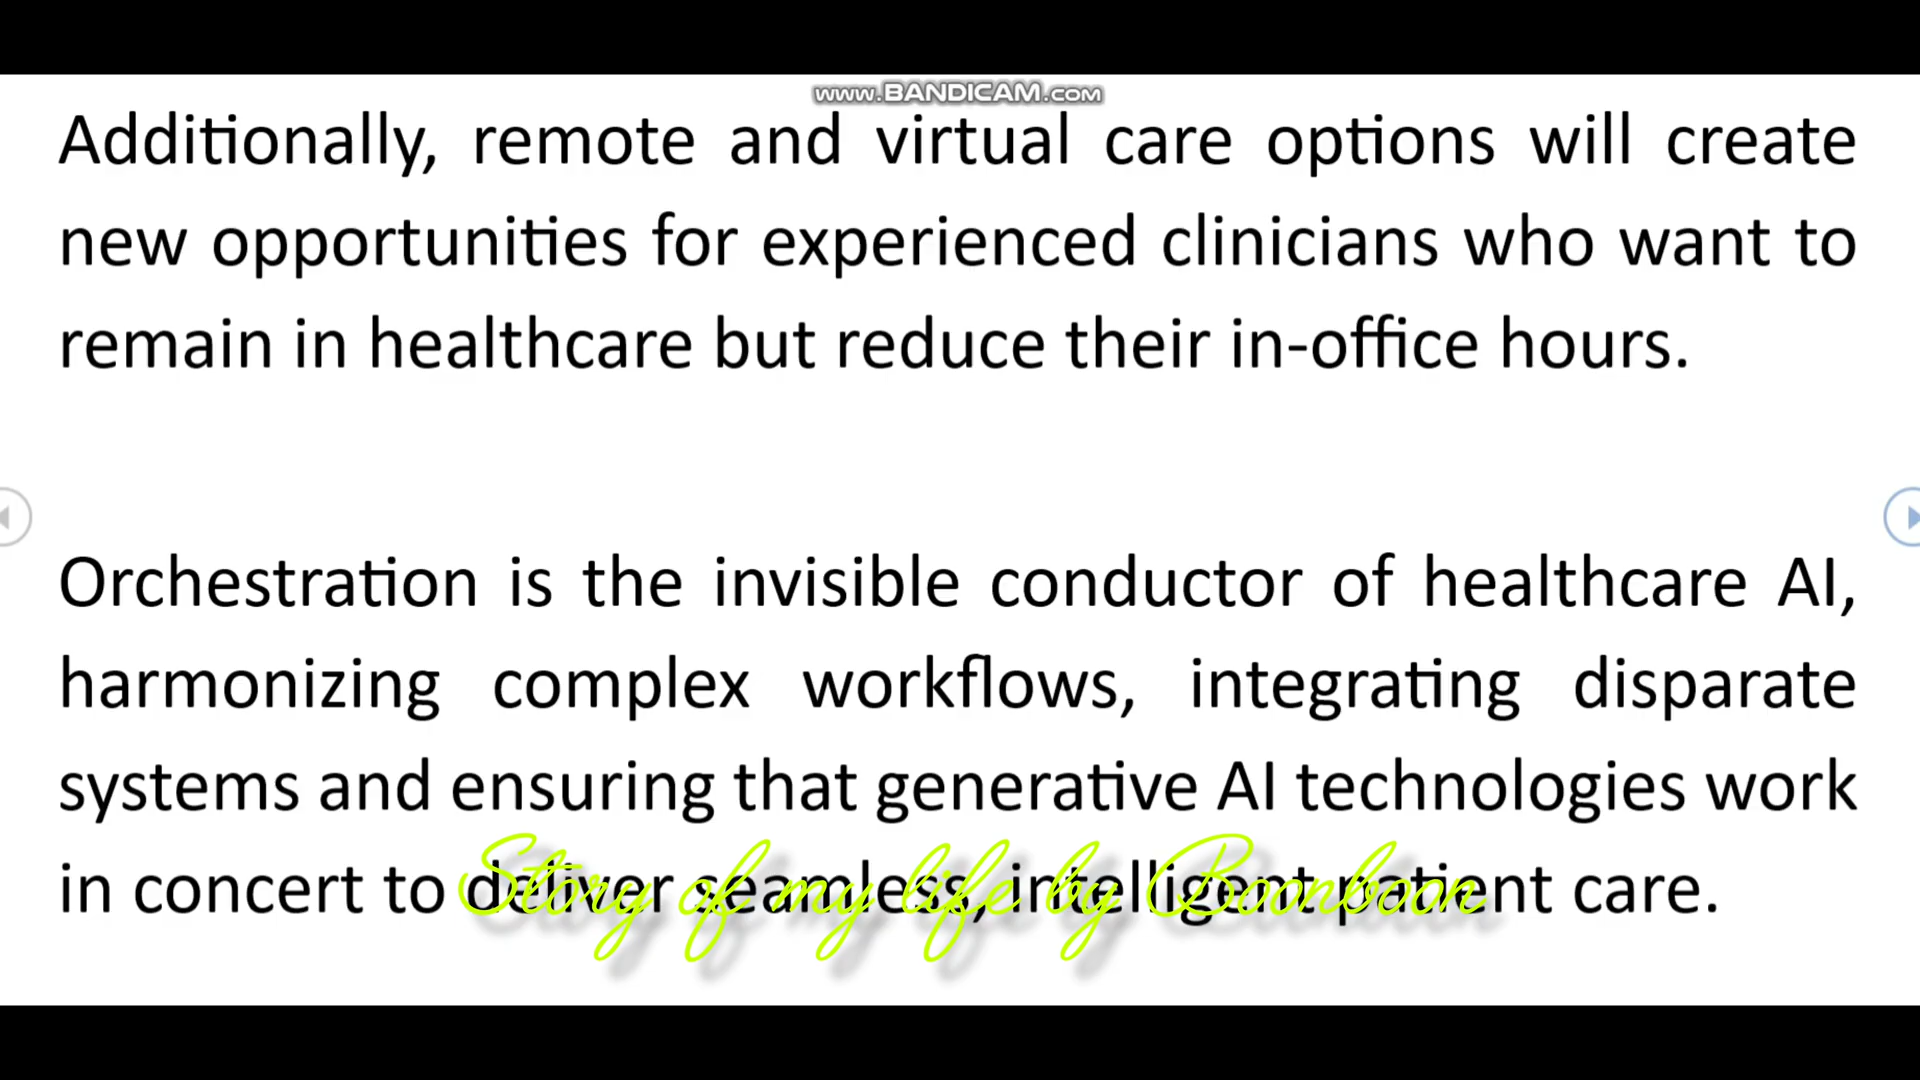 www.BANDICAM.com
Additionally, remote and virtual care options will create
new opportunities for experienced clinicians who want to
remain in healthcare but reduce their in-office hours.
Orchestration is the invisible conductor of healthcare AI,
harmonizing complex workflows, integrating disparate
systems and ensuring that generative AI technologies work
in concert to deliver seamless, intelligent patient care.
Story of my life by Boonboon